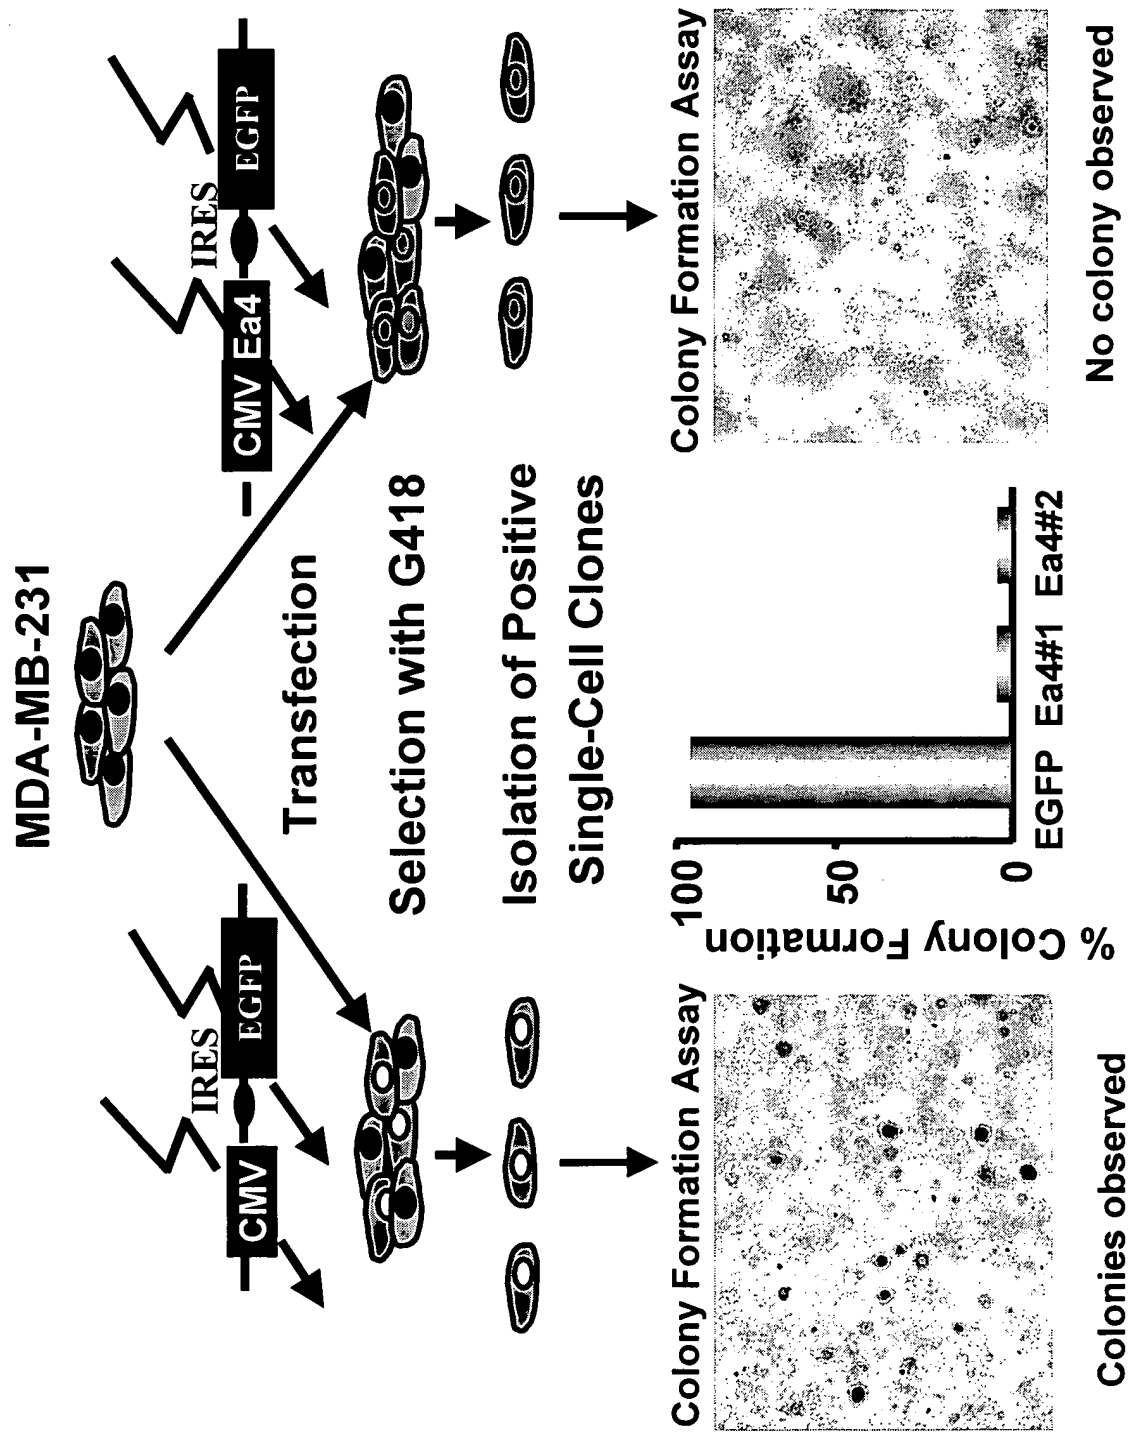 MDA-MB-231
IRES
CMV
EGFP
IRES
CMV
Ea4
EGFP
Transfection
Selection with G418
Isolation of Positive
Single-Cell Clones
Colony Formation Assay
Colonies observed
% Colony Formation
100
50
0
EGFP Ea4#1 Ea4#2
Colony Formation Assay
No colony observed